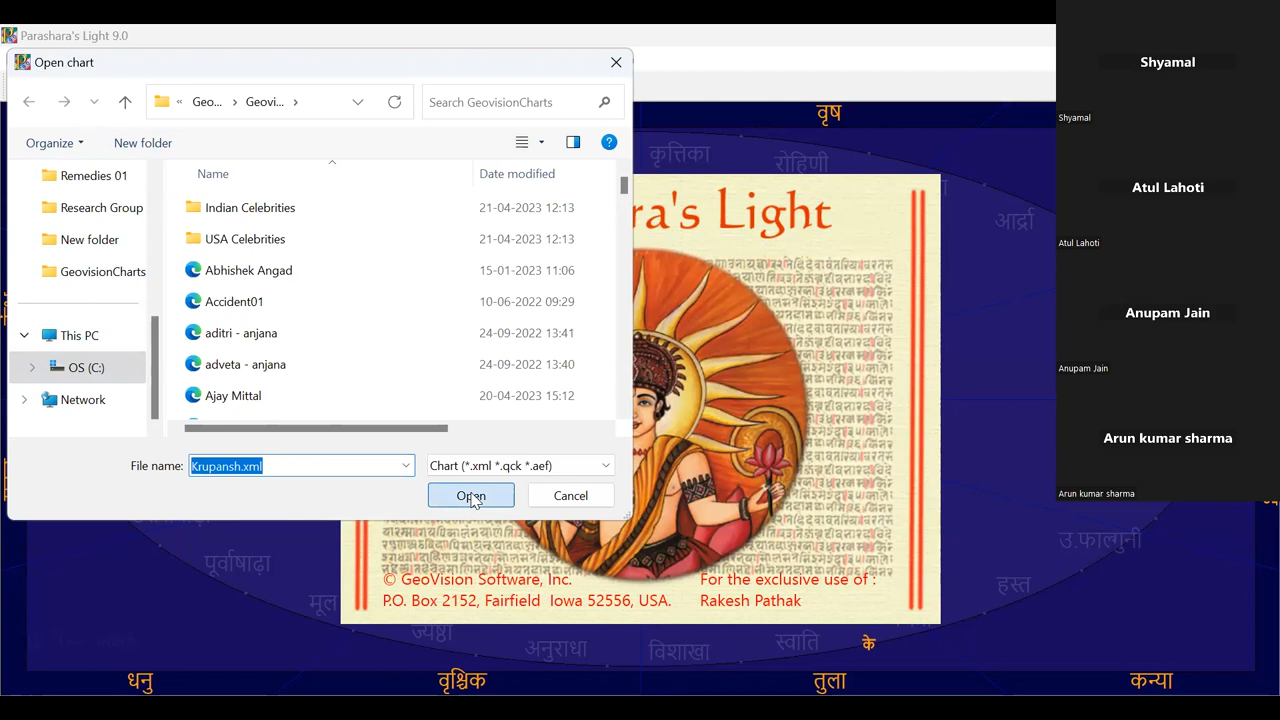 Parashara's Light 9.0
Open chart
« Geo... › Geovi... ›
Search GeovisionCharts
Organize
New folder
Remedies 01
Research Group
New folder
GeovisionCharts
This PC
OS (C:)
Network
Name
Date modified
Indian Celebrities
21-04-2023 12:13
USA Celebrities
21-04-2023 12:13
Abhishek Angad
15-01-2023 11:06
Accident01
10-06-2022 09:29
aditri - anjana
24-09-2022 13:41
adveta - anjana
24-09-2022 13:40
Ajay Mittal
20-04-2023 15:12
File name:
Krupansh.xml
Chart (*.xml *.qck *.aef)
Open
Cancel
वृष
कृत्तिका
रोहिणी
आर्द्रा
ra's Light
© GeoVision Software, Inc.
P.O. Box 2152, Fairfield Iowa 52556, USA.
For the exclusive use of :
Rakesh Pathak
उ.फाल्गुनी
हस्त
पूर्वाषाढ़ा
मूल
ज्येष्ठा
अनुराधा
विशाखा
स्वाति
के
धनु
वृश्चिक
तुला
कन्या
Shyamal
Shyamal
Atul Lahoti
Atul Lahoti
Anupam Jain
Anupam Jain
Arun kumar sharma
Arun kumar sharma